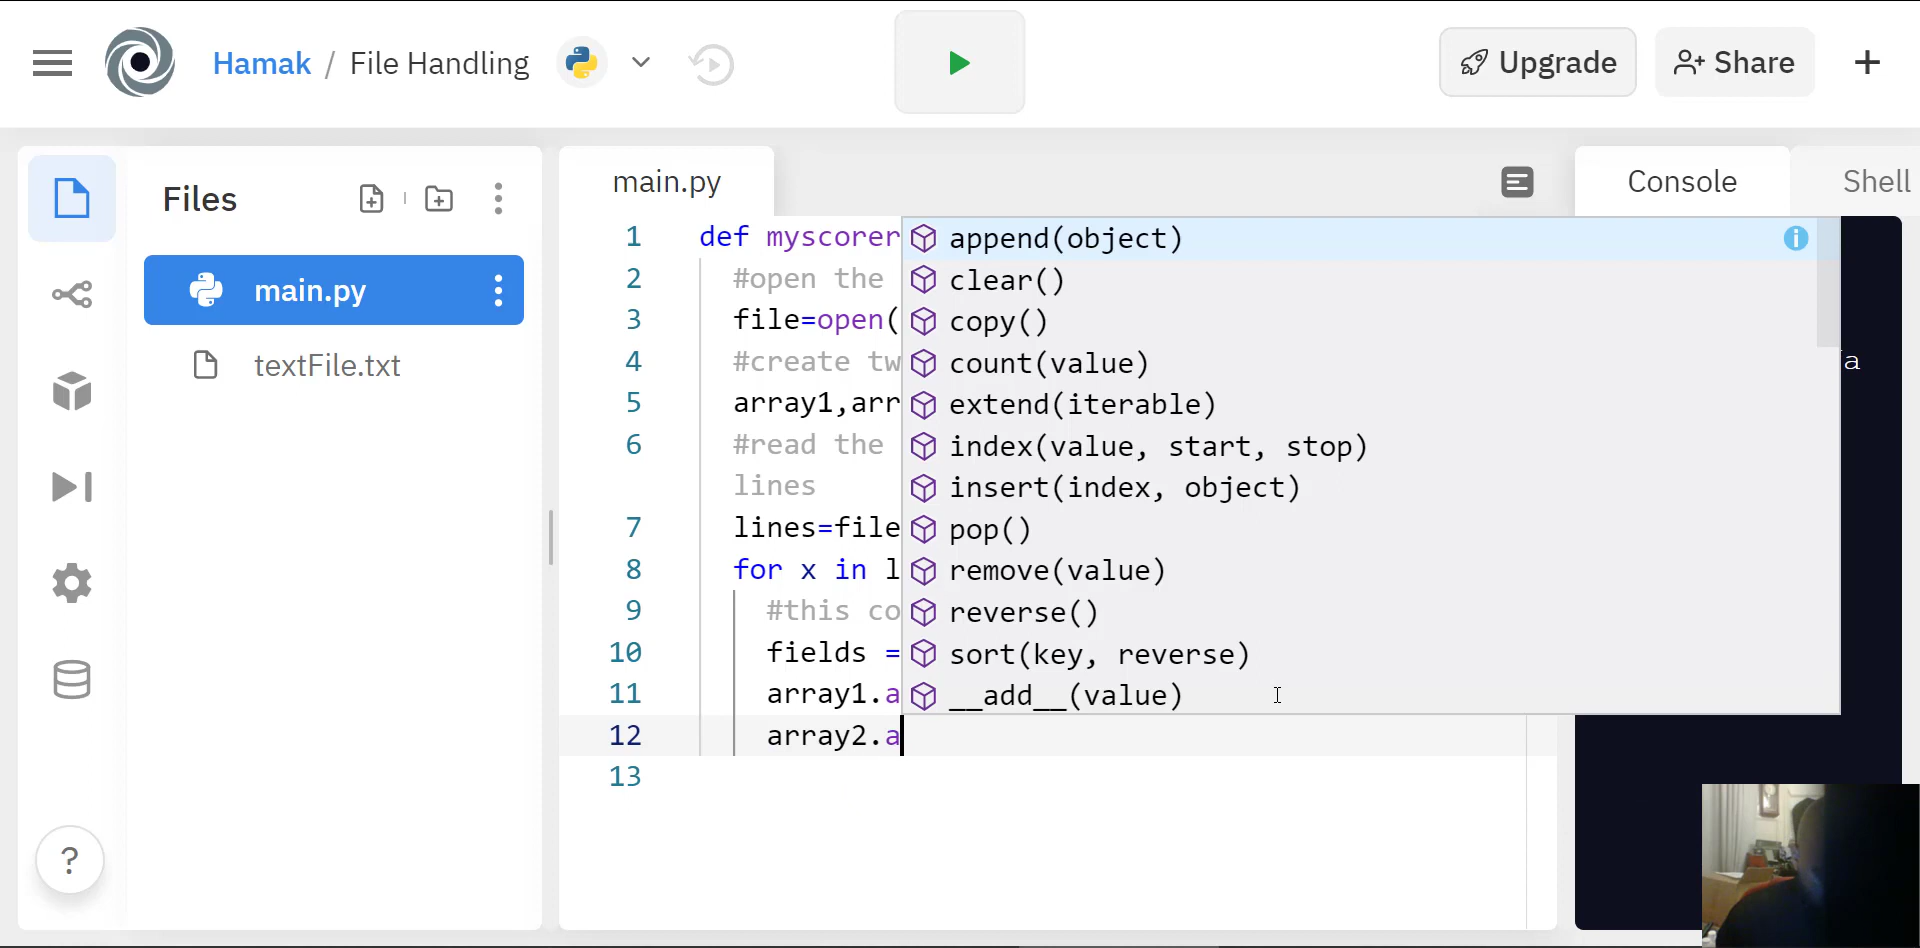 Hamak / File Handling
Upgrade
Share
Files
main.py
textFile.txt
?
main.py
Console
Shell
1 def myscorer
2 #open the
3 file=open(
4 #create tw
5 array1,arr
6 #read the
lines
7 lines=file
8 for x in l
9 #this co
10 fields =
11 array1.a
12 array2.a
13
append(object)
clear()
copy()
count(value)
extend(iterable)
index(value, start, stop)
insert(index, object)
pop()
remove(value)
reverse()
sort(key, reverse)
__add__(value)
a